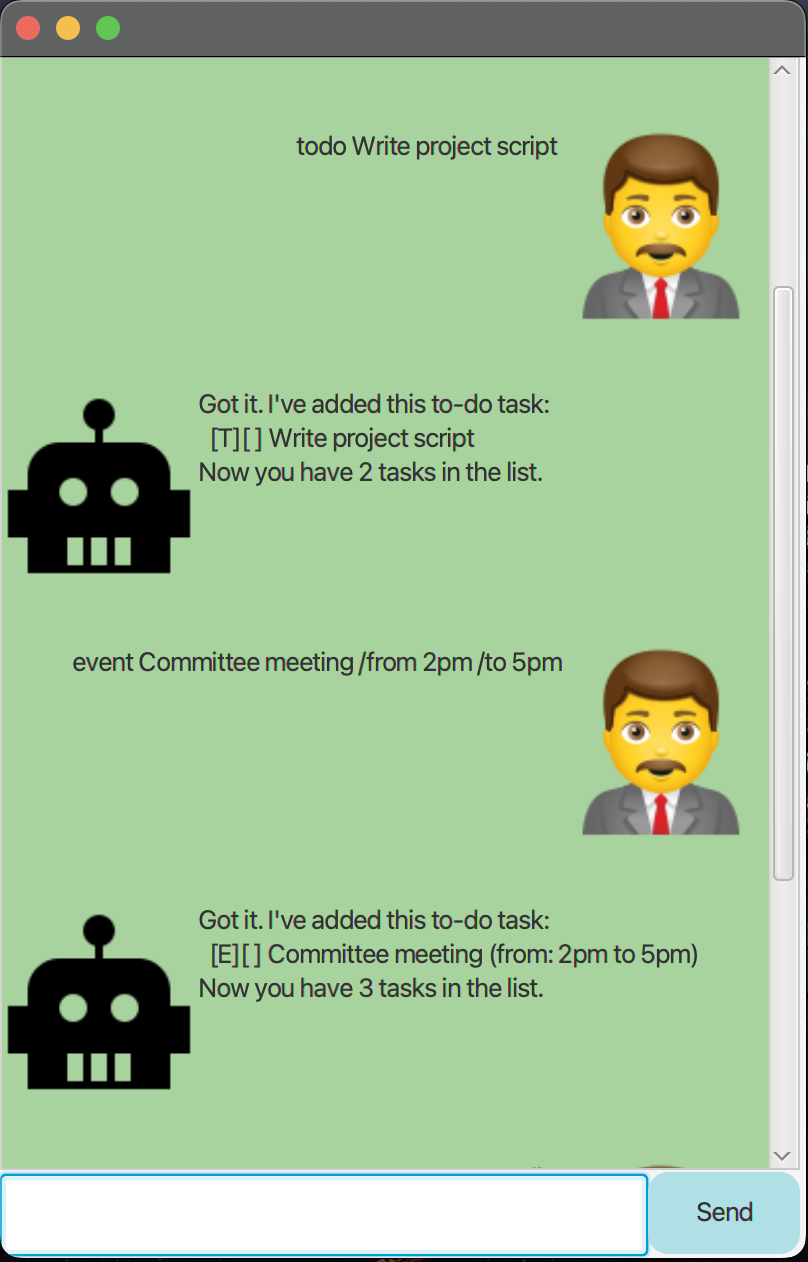 todo Write project script
Got it. I've added this to-do task:
[T][ ] Write project script
Now you have 2 tasks in the list.
event Committee meeting /from 2pm /to 5pm
Got it. I've added this to-do task:
[E][ ] Committee meeting (from: 2pm to 5pm)
Now you have 3 tasks in the list.
Send